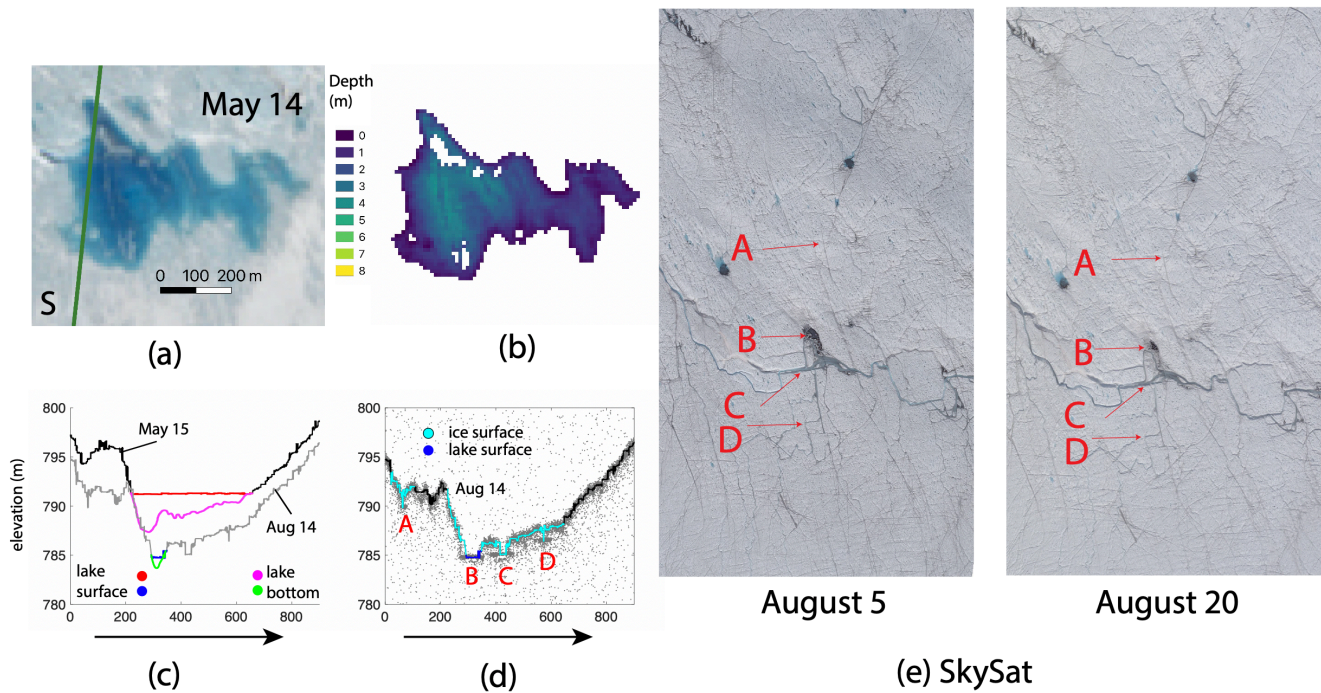 May 14
0 100 200 m
S
(a)
Depth
(m)
0
1
2
3
4
5
6
7
8
(b)
elevation (m)
800
795
790
785
780
May 15
Aug 14
lake
surface
lake
bottom
0 200 400 600 800
(c)
800
795
790
785
780
ice surface
lake surface
Aug 14
A
B
C
D
0 200 400 600 800
(d)
A
B
C
D
August 5
A
B
C
D
August 20
(e) SkySat